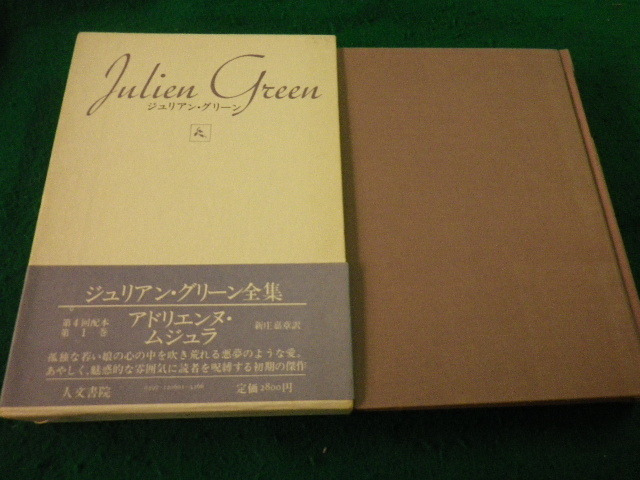 Julien Green
ジュリアン・グリーン
ジュリアン・グリーン全集
第4回配本
第1巻
アドリエンヌ・
ムジュラ
新庄嘉章訳
孤独な若い娘の心の中を吹き荒れる悪夢のような愛。
あやしく、魅惑的な雰囲気に読者を呪縛する初期の傑作
人文書院
定価2800円